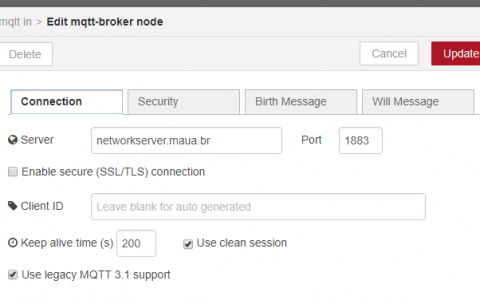 mqtt in > Edit mqtt-broker node
Delete Cancel Update
Connection Security Birth Message Will Message
Server networkserver.maua.br Port 1883
Enable secure (SSL/TLS) connection
Client ID Leave blank for auto generated
Keep alive time (s) 200 Use clean session
Use legacy MQTT 3.1 support